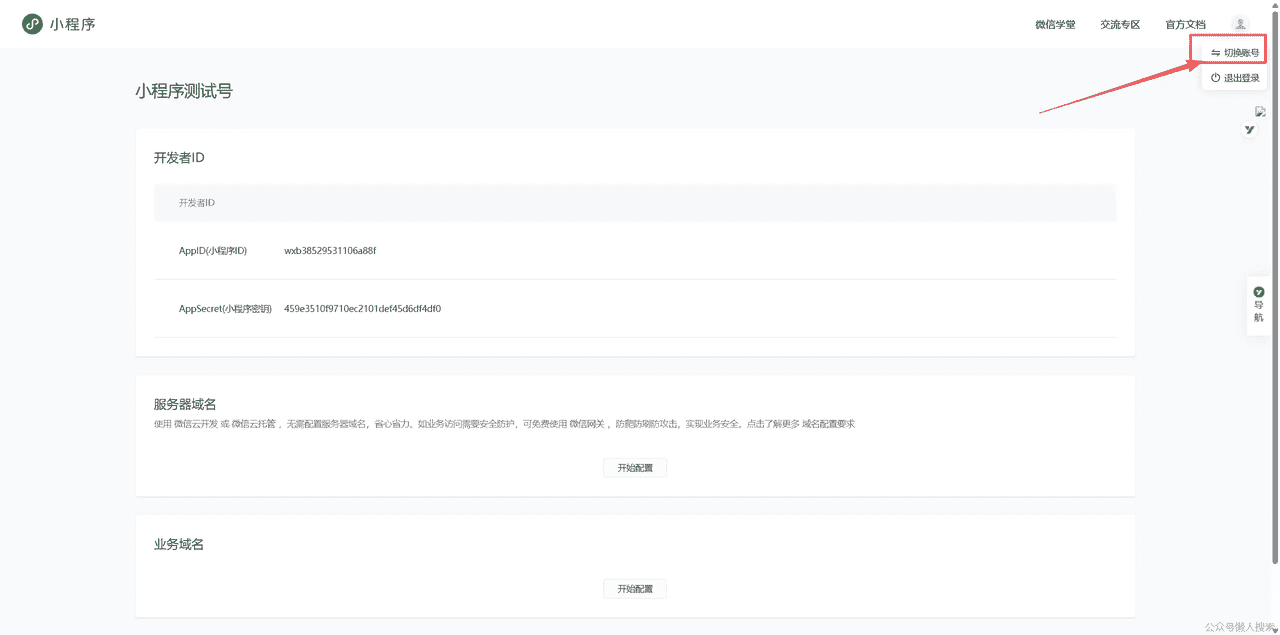 小程序
微信学堂 交流专区 官方文档
切换账号
退出登录
小程序测试号
开发者ID
开发者ID
AppID(小程序ID) wxb38529531106a88f
AppSecret(小程序密钥) 459e3510f9710ec2101def45d6df4df0
导航
服务器域名
使用 微信云开发 或 微信云托管 ，无需配置服务器域名，省心省力。如业务访问需要安全防护，可免费使用 微信网关 ，防爬防刷防攻击，实现业务安全。点击了解更多 域名配置要求
开始配置
业务域名
开始配置
公众号懒人搜索